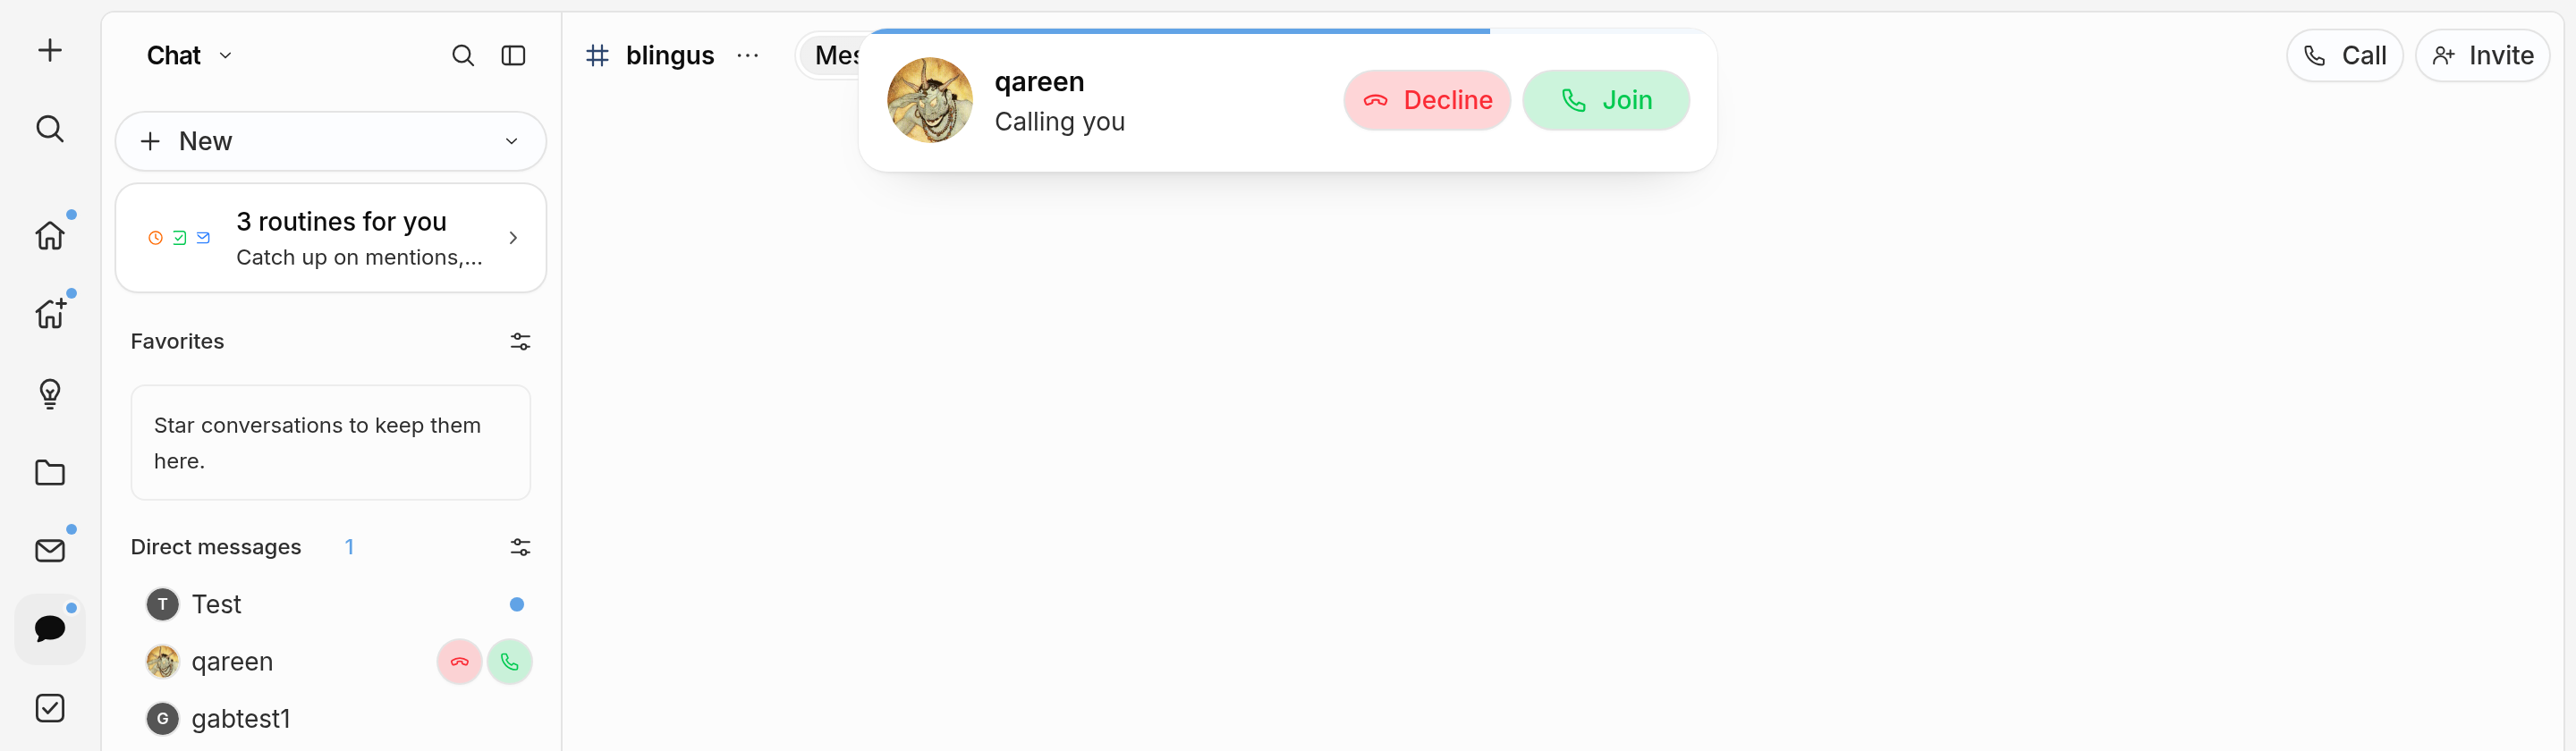 Chat
New
3 routines for you
Catch up on mentions,...
Favorites
Star conversations to keep them
here.
Direct messages 1
T Test
qareen
G gabtest1
blingus
Mes
qareen
Calling you
Decline
Join
Call
Invite